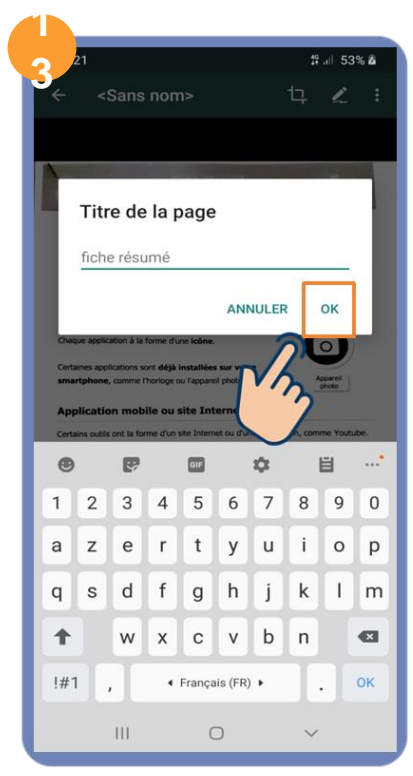 1
3
21
53%
<Sans nom>
Titre de la page
fiche résumé
ANNULER OK
Chaque application à la forme d'une icône.
Certaines applications sont déjà installées sur
smartphone, comme l'horloge ou l'appareil
Appareil
photo
Application mobile ou site
Certains outils ont la forme d'un site Internet ou comme Youtube.
GIF
1 2 3 4 5 6 7 8 9 0
a z e r t y u i o p
q s d f g h j k l m
w x c v b n
!#1 , Français (FR) . OK